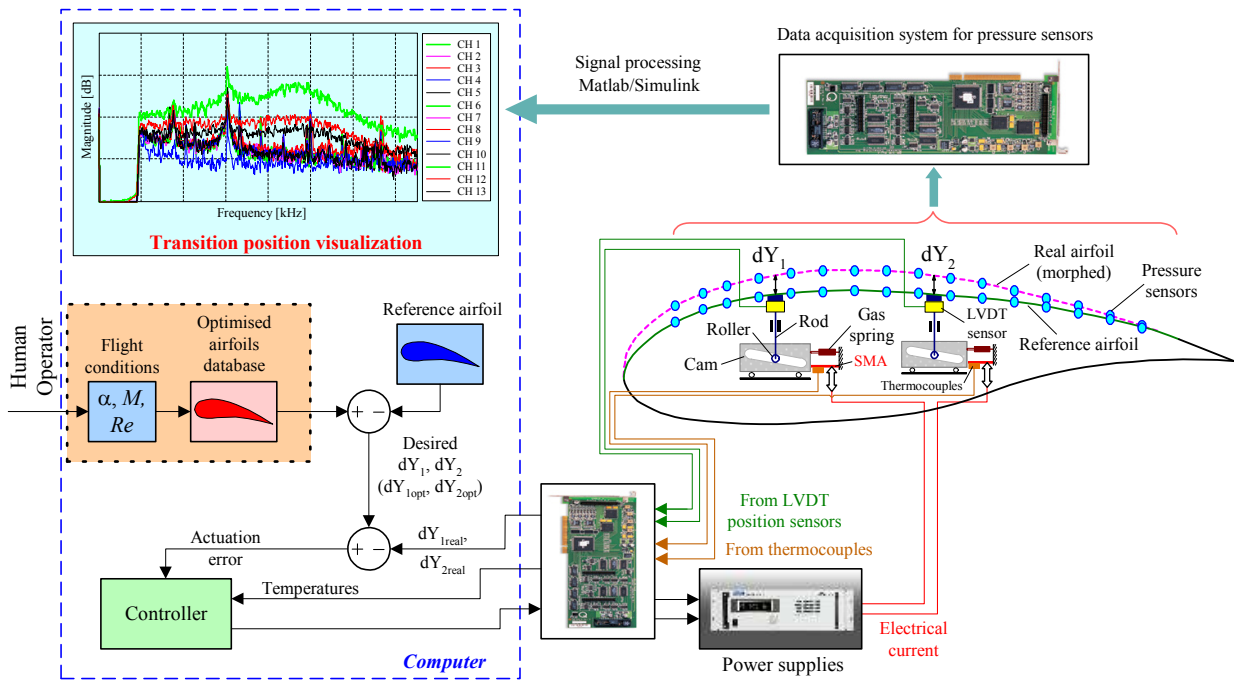 CH 1
CH 2
CH 3
CH 4
CH 5
CH 6
CH 7
CH 8
CH 9
CH 10
CH 11
CH 12
CH 13
Magnitude [dB]
Frequency [kHz]
Transition position visualization
Signal processing
Matlab/Simulink
Data acquisition system for pressure sensors
dY1
dY2
Real airfoil
(morphed)
Pressure
sensors
LVDT
sensor
Reference airfoil
Roller
Rod
Gas
spring
Cam
SMA
Thermocouples
Human
Operator
Flight
conditions
α, M,
Re
Optimised
airfoils
database
Reference airfoil
+ −
Desired
dY1, dY2
(dY1opt, dY2opt)
+ −
dY1real,
dY2real
Actuation
error
Temperatures
Controller
Computer
From LVDT
position sensors
From thermocouples
Electrical
current
Power supplies